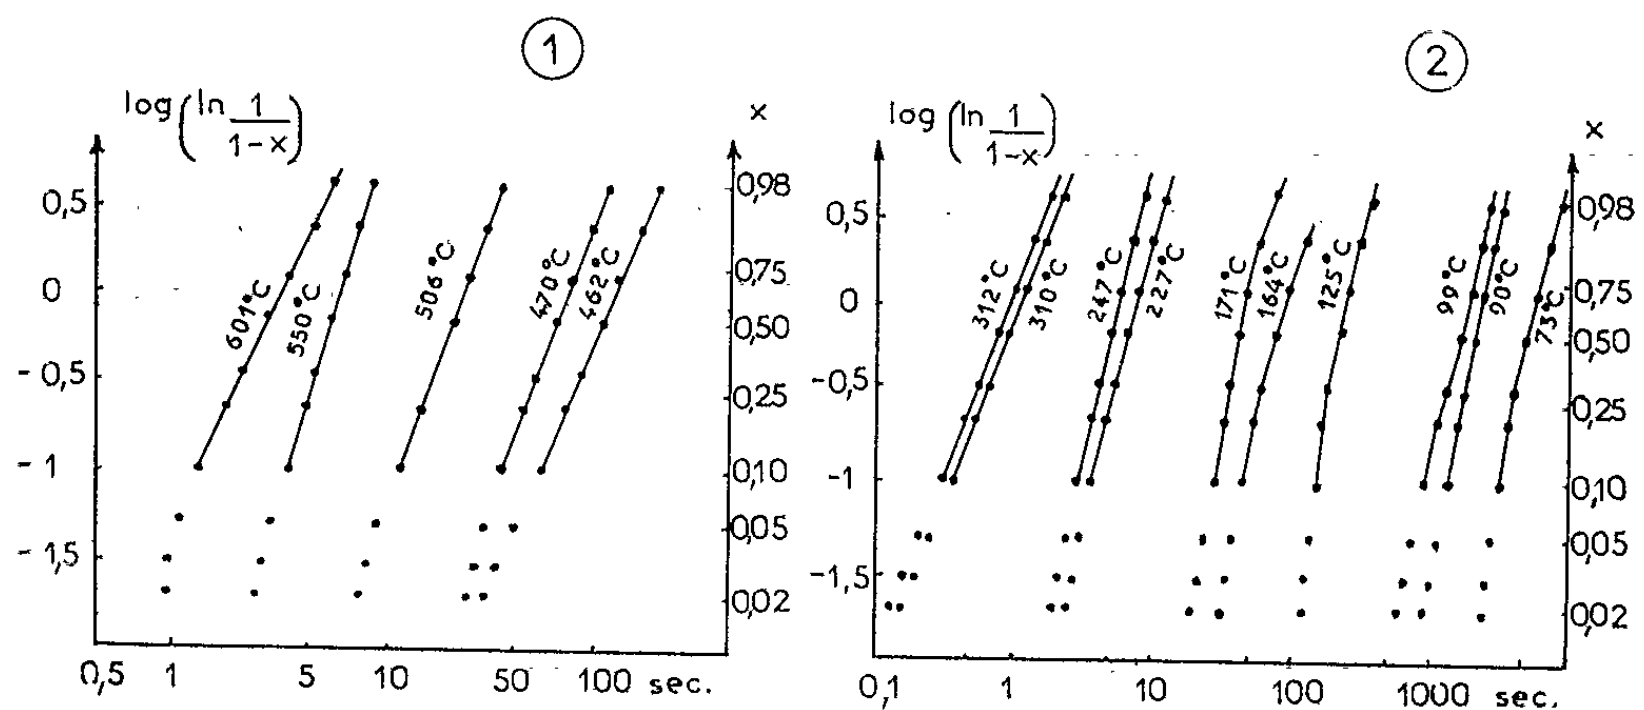 1
log(ln 1/1-x)
x
0,5
0
- 0,5
- 1
- 1,5
601°C
550°C
506°C
470°C
462°C
0,98
0,75
0,50
0,25
0,10
0,05
0,02
0,5 1 5 10 50 100 sec.
2
log(ln 1/1-x)
x
0,5
0
-0,5
-1
-1,5
312°C
310°C
247°C
227°C
171°C
164°C
125°C
99°C
90°C
73°C
0,98
0,75
0,50
0,25
0,10
0,05
0,02
0,1 1 10 100 1000 sec.